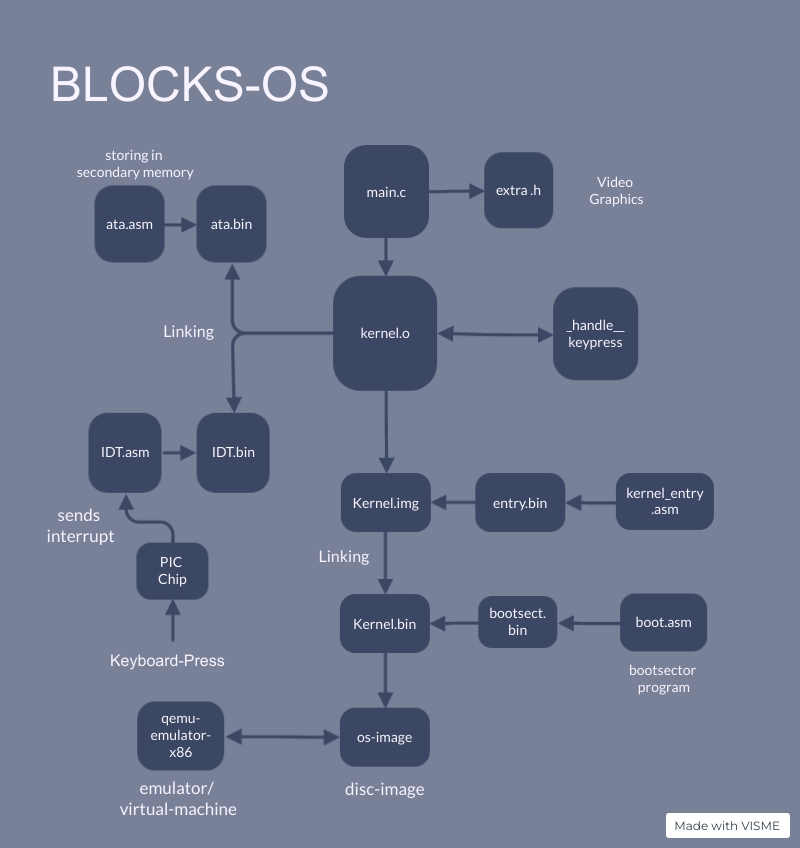 BLOCKS-OS
storing in
secondary memory
main.c
extra .h
Video
Graphics
ata.asm
ata.bin
Linking
kernel.o
_handle__
keypress
IDT.asm
IDT.bin
sends
interrupt
Kernel.img
entry.bin
kernel_entry
.asm
PIC
Chip
Linking
Keyboard-Press
Kernel.bin
bootsect.
bin
boot.asm
bootsector
program
qemu-
emulator-
x86
os-image
emulator/
virtual-machine
disc-image
Made with VISME